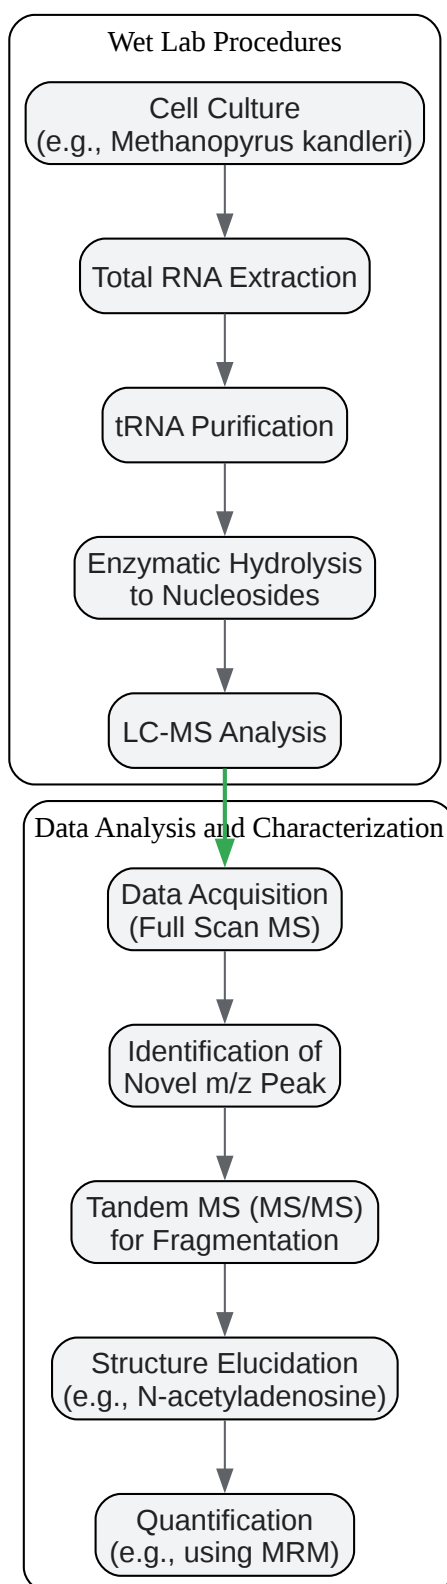 Wet Lab Procedures
Cell Culture
(e.g., Methanopyrus kandleri)
Total RNA Extraction
tRNA Purification
Enzymatic Hydrolysis
to Nucleosides
LC-MS Analysis
Data Analysis and Characterization
Data Acquisition
(Full Scan MS)
Identification of
Novel m/z Peak
Tandem MS (MS/MS)
for Fragmentation
Structure Elucidation
(e.g., N-acetyladenosine)
Quantification
(e.g., using MRM)